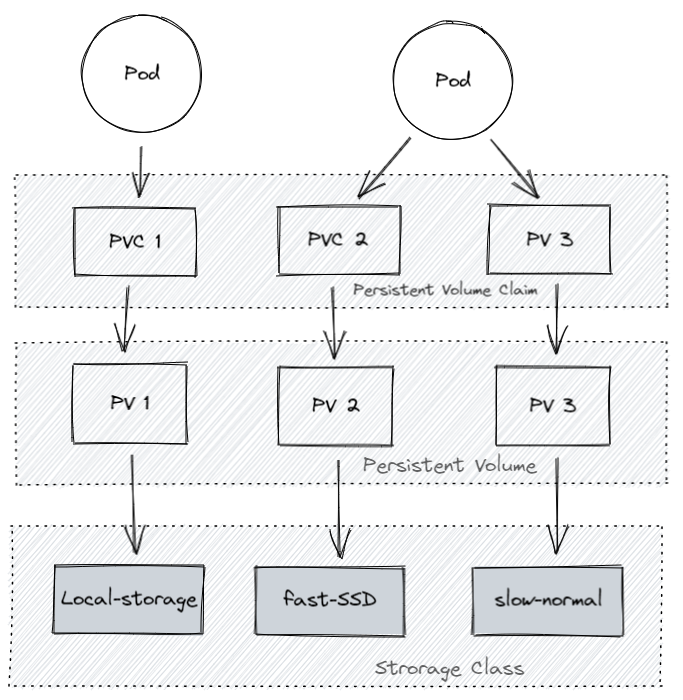 Pod
Pod
PVC 1
PVC 2
PV 3
Persistent Volume Claim
PV 1
PV 2
PV 3
Persistent Volume
Local-storage
fast-SSD
slow-normal
Strorage Class